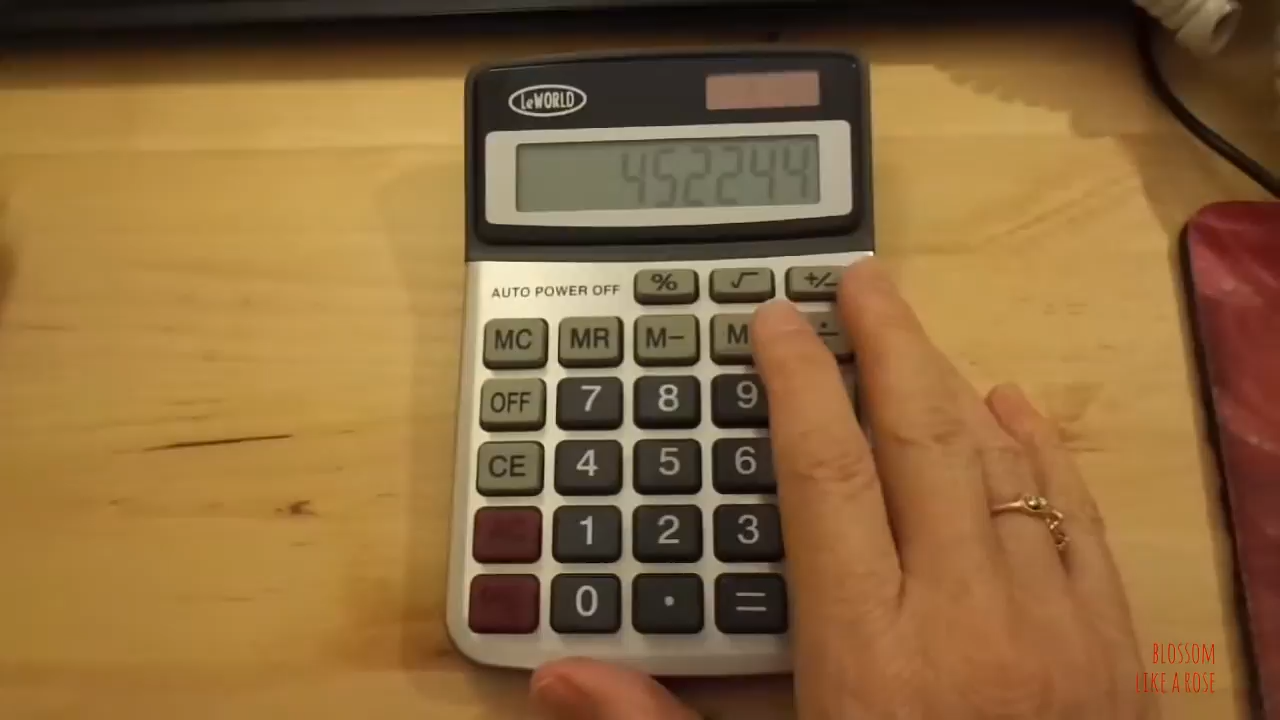 LeWORLD
452244
AUTO POWER OFF % √ +/-
MC MR M−
OFF 7 8 9
CE 4 5 6
1 2 3
0 . =
BLOSSOM
LIKE A ROSE